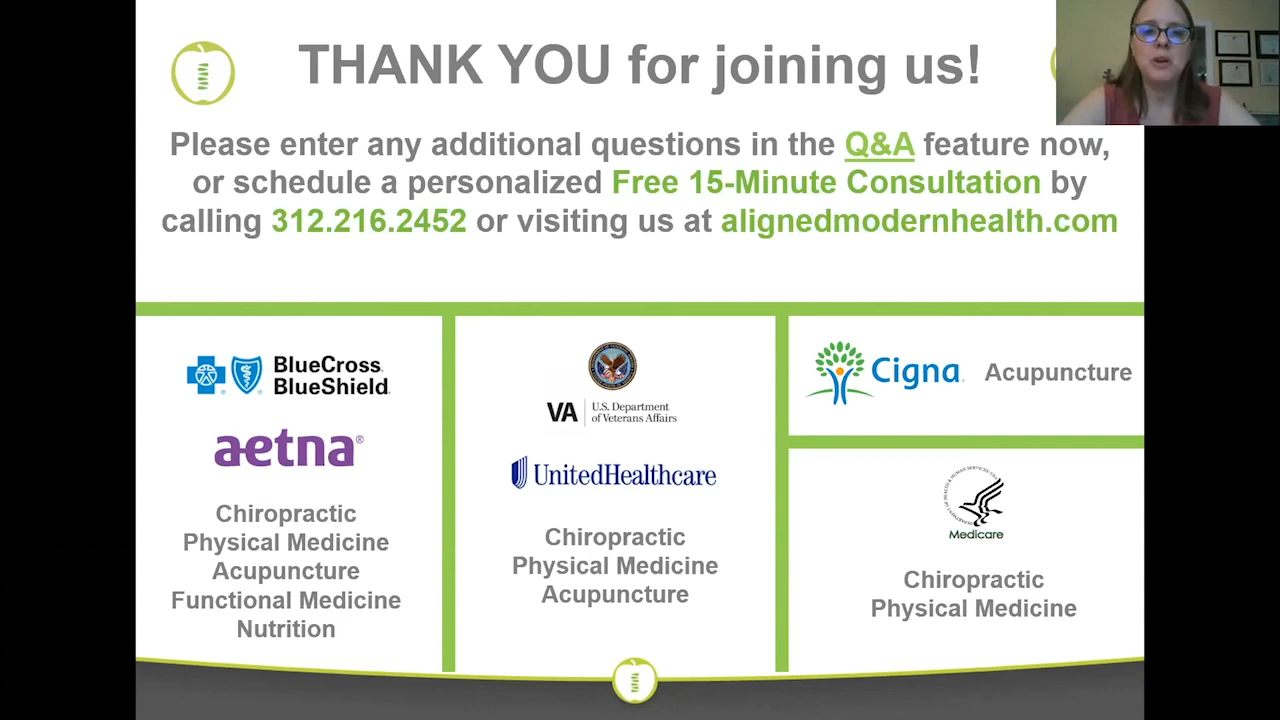 THANK YOU for joining us!
Please enter any additional questions in the Q&A feature now,
or schedule a personalized Free 15-Minute Consultation by
calling 312.216.2452 or visiting us at alignedmodernhealth.com
BlueCross
BlueShield
aetna®
Chiropractic
Physical Medicine
Acupuncture
Functional Medicine
Nutrition
VA U.S. Department
of Veterans Affairs
UnitedHealthcare
Chiropractic
Physical Medicine
Acupuncture
Cigna Acupuncture
Medicare
Chiropractic
Physical Medicine